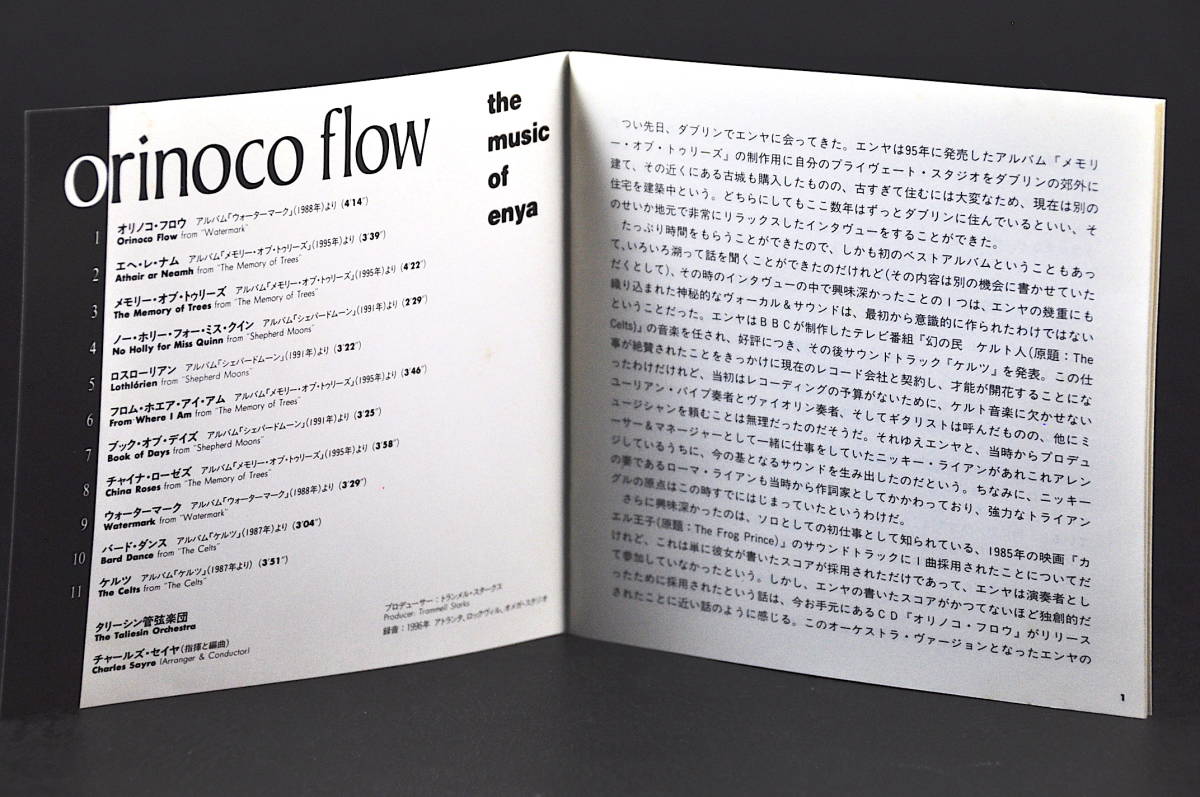 orinoco flow
the
music
of
enya
1 オリノコ・フロウ アルバム「ウォーターマーク」(1988年)より (4'14")
Orinoco Flow from "Watermark"
2 エヘ・レ・ナム アルバム「メモリー・オブ・トゥリーズ」(1995年)より (3'39")
Athair ar Neamh from "The Memory of Trees"
3 メモリー・オブ・トゥリーズ アルバム「メモリー・オブ・トゥリーズ」(1995年)より (4'22")
The Memory of Trees from "The Memory of Trees"
4 ノー・ホリー・フォー・ミス・クイン アルバム「シェパードムーン」(1991年)より (2'29")
No Holly for Miss Quinn from "Shepherd Moons"
5 ロスローリアン アルバム「シェパードムーン」(1991年)より (3'22")
Lothlórien from "Shepherd Moons"
6 フロム・ホエア・アイ・アム アルバム「メモリー・オブ・トゥリーズ」(1995年)より (3'46")
From Where I Am from "The Memory of Trees"
7 ブック・オブ・デイズ アルバム「シェパードムーン」(1991年)より (3'25")
Book of Days from "Shepherd Moons"
8 チャイナ・ローゼズ アルバム「メモリー・オブ・トゥリーズ」(1995年)より (3'58")
China Roses from "The Memory of Trees"
9 ウォーターマーク アルバム「ウォーターマーク」(1988年)より (3'29")
Watermark from "Watermark"
10 バード・ダンス アルバム「ケルツ」(1987年)より (3'04")
Bard Dance from "The Celts"
11 ケルツ アルバム「ケルツ」(1987年)より (3'51")
The Celts from "The Celts"
タリーシン管弦楽団
The Taliesin Orchestra
チャールズ・セイヤ(指揮と編曲)
Charles Sayre (Arranger & Conductor)
プロデューサー：トランメル・スタークス
Producer: Trammell Starks
録音：1996年 アトランタ、ロックヴィル、オメガ・スタジオ
つい先日、ダブリンでエンヤに会ってきた。エンヤは95年に発売したアルバム『メモリ
ー・オブ・トゥリーズ』の制作用に自分のプライヴェート・スタジオをダブリンの郊外に
建て、その近くにある古城も購入したものの、古すぎて住むには大変なため、現在は別の
住宅を建築中という。どちらにしてもここ数年はずっとダブリンに住んでいるといい、そ
のせいか地元で非常にリラックスしたインタヴューをすることができた。
たっぷり時間をもらうことができたので、しかも初のベストアルバムということもあっ
て、いろいろ溯って話を聞くことができたのだけれど(その内容は別の機会に書かせていた
だくとして)、その時のインタヴューの中で興味深かったことの1つは、エンヤの幾重にも
織り込まれた神秘的なヴォーカル&サウンドは、最初から意識的に作られたわけではない
ということだった。エンヤはBBCが制作したテレビ番組『幻の民 ケルト人(原題：The
Celts)』の音楽を任され、好評につき、その後サウンドトラック『ケルツ』を発表。この仕
事が絶賛されたことをきっかけに現在のレコード会社と契約し、才能が開花することにな
ったわけだけれど、当初はレコーディングの予算がないために、ケルト音楽に欠かせない
ユーリアン・パイプ奏者とヴァイオリン奏者、そしてギタリストは呼んだものの、他にミ
ュージシャンを頼むことは無理だったのだそうだ。それゆえエンヤと、当時からプロデュ
ーサー&マネージャーとして一緒に仕事をしていたニッキー・ライアンがあれこれアレン
ジしているうちに、今の基となるサウンドを生み出したのだという。ちなみに、ニッキー
の妻であるローマ・ライアンも当時から作詞家としてかかわっており、強力なトライアン
グルの原点はこの時すでにはじまっていたというわけだ。
さらに興味深かったのは、ソロとしての初仕事として知られている、1985年の映画『カ
エル王子(原題：The Frog Prince)』のサウンドトラックに1曲採用されたことについてだ
けれど、これは単に彼女が書いたスコアが採用されただけであって、エンヤは演奏者とし
て参加していなかったという。しかし、エンヤの書いたスコアがかつてないほど独創的だ
ったために採用されたという話は、今お手元にあるCD『オリノコ・フロウ』がリリース
されたことに近い話のように感じる。このオーケストラ・ヴァージョンとなったエンヤの
1